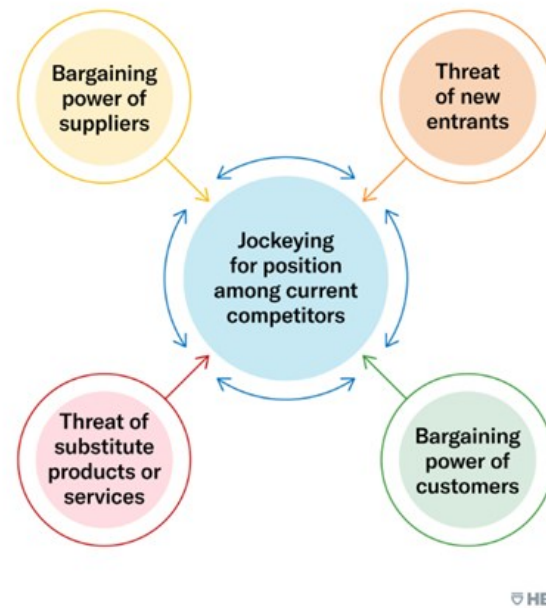 Bargaining
power of
suppliers
Threat
of new
entrants
Jockeying
for position
among current
competitors
Threat of
substitute
products or
services
Bargaining
power of
customers